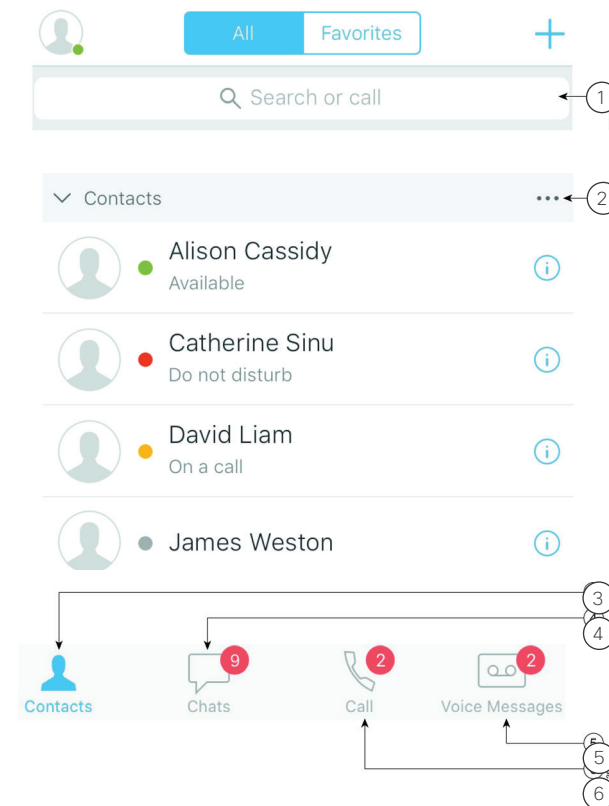 All Favorites
Search or call
1
Contacts
2
Alison Cassidy
Available
Catherine Sinu
Do not disturb
David Liam
On a call
James Weston
3
4
9 2 2
Contacts Chats Call Voice Messages
5
6